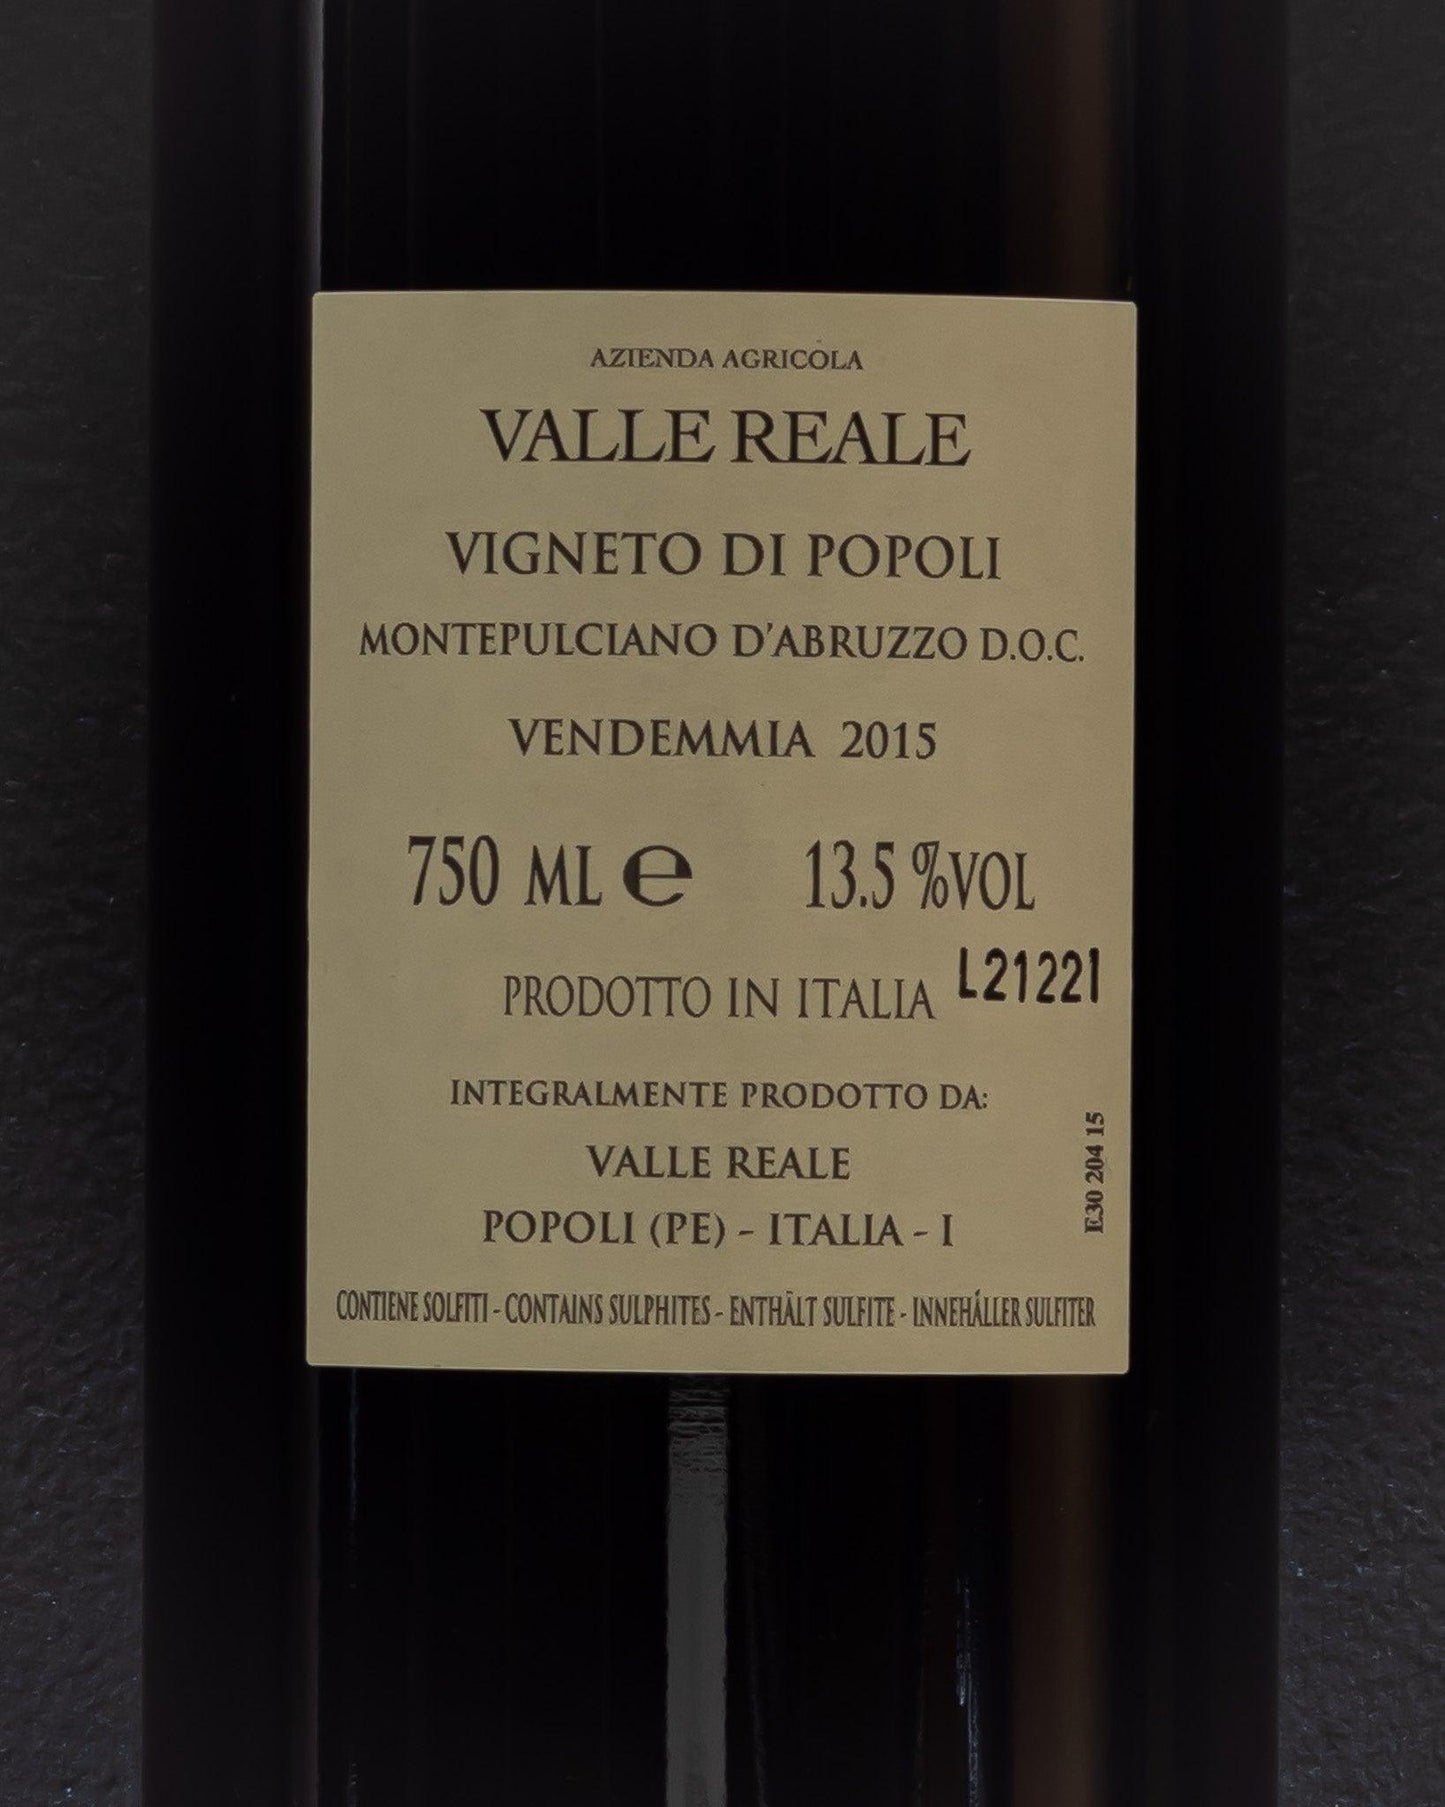 AZIENDA AGRICOLA
VALLE REALE
VIGNETO DI POPOLI
MONTEPULCIANO D'ABRUZZO D.O.C.
VENDEMMIA 2015
750 ML e 13.5 %VOL
PRODOTTO IN ITALIA L21221
INTEGRALMENTE PRODOTTO DA:
VALLE REALE
POPOLI (PE) - ITALIA - I
E30 204 15
CONTIENE SOLFITI - CONTAINS SULPHITES - ENTHÄLT SULFITE - INNEHÅLLER SULFITER